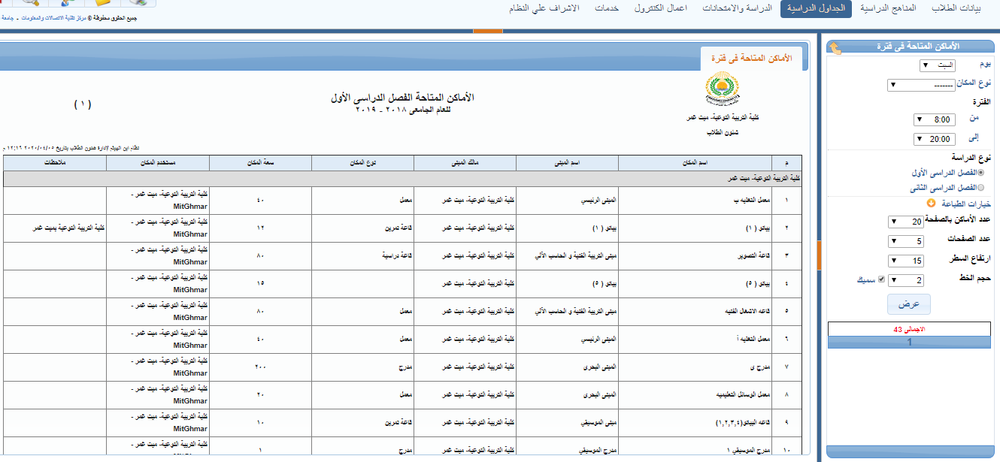 بيانات الطلاب المناهج الدراسية الجداول الدراسية الدراسة والامتحانات اعمال الكنترول خدمات الاشراف علي النظام
جميع الحقوق محفوظة © مركز تقنية الاتصالات والمعلومات - جامعة
الأماكن المتاحة فى فترة
يوم السبت
نوع المكان -------
الفترة
من 8:00
إلى 20:00
نوع الدراسة
الفصل الدراسى الأول
الفصل الدراسى الثانى
خيارات الطباعة
عدد الأماكن بالصفحة 20
عدد الصفحات 5
ارتفاع السطر 15
حجم الخط 2 سميك
عرض
الاجمالى 43
1
الأماكن المتاحة فى فترة
كلية التربية النوعية- ميت غمر
شئون الطلاب
الأماكن المتاحة الفصل الدراسى الأول
للعام الجامعى ٢٠١٨ - ٢٠١٩
( ١ )
نظام ابن الهيثم لإدارة شئون الطلاب بتاريخ ٢٠٢٠/٠٤/٠٥ ١٢:١٦ م
م اسم المكان اسم المبنى مالك المبنى نوع المكان سعة المكان مستخدم المكان ملاحظات
كلية التربية النوعية- ميت غمر
١ معمل التغذيه ب المبنى الرئيسي كلية التربية النوعية- ميت غمر معمل ٤٠ كلية التربية النوعية- ميت غمر - MitGhmar
٢ بيانو ( ١) بيانو ( ١) كلية التربية النوعية- ميت غمر قاعة تمرين ١٢ كلية التربية النوعية- ميت غمر - MitGhmar كلية التربية النوعية بميت غمر
٣ قاعة التصوير مبنى التربية الفنية و الحاسب الألي كلية التربية النوعية- ميت غمر قاعة دراسية ٨٠ كلية التربية النوعية- ميت غمر - MitGhmar
٤ بيانو ( ٥) بيانو ( ٥) كلية التربية النوعية- ميت غمر ١٥ كلية التربية النوعية- ميت غمر - MitGhmar
٥ قاعه الاشغال الفنيه مبنى التربية الفنية و الحاسب الألي كلية التربية النوعية- ميت غمر معمل ٨٠ كلية التربية النوعية- ميت غمر - MitGhmar
٦ معمل التغذيه أ المبنى الرئيسي كلية التربية النوعية- ميت غمر معمل ٤٠ كلية التربية النوعية- ميت غمر - MitGhmar
٧ مدرج ى المبنى البحرى كلية التربية النوعية- ميت غمر مدرج ٢٠٠ كلية التربية النوعية- ميت غمر - MitGhmar
٨ معمل الوسائل التعليميه المبنى البحرى كلية التربية النوعية- ميت غمر معمل ٢٠ كلية التربية النوعية- ميت غمر - MitGhmar
٩ قاعه البيانو(١,٢,٣,٤) مبنى الموسيقي كلية التربية النوعية- ميت غمر قاعة تمرين ١٠ كلية التربية النوعية- ميت غمر - MitGhmar
١٠ مدرج الموسيقي ١ مدرج الموسيقي كلية التربية النوعية- ميت غمر مدرج ١ كلية التربية النوعية- ميت غمر -